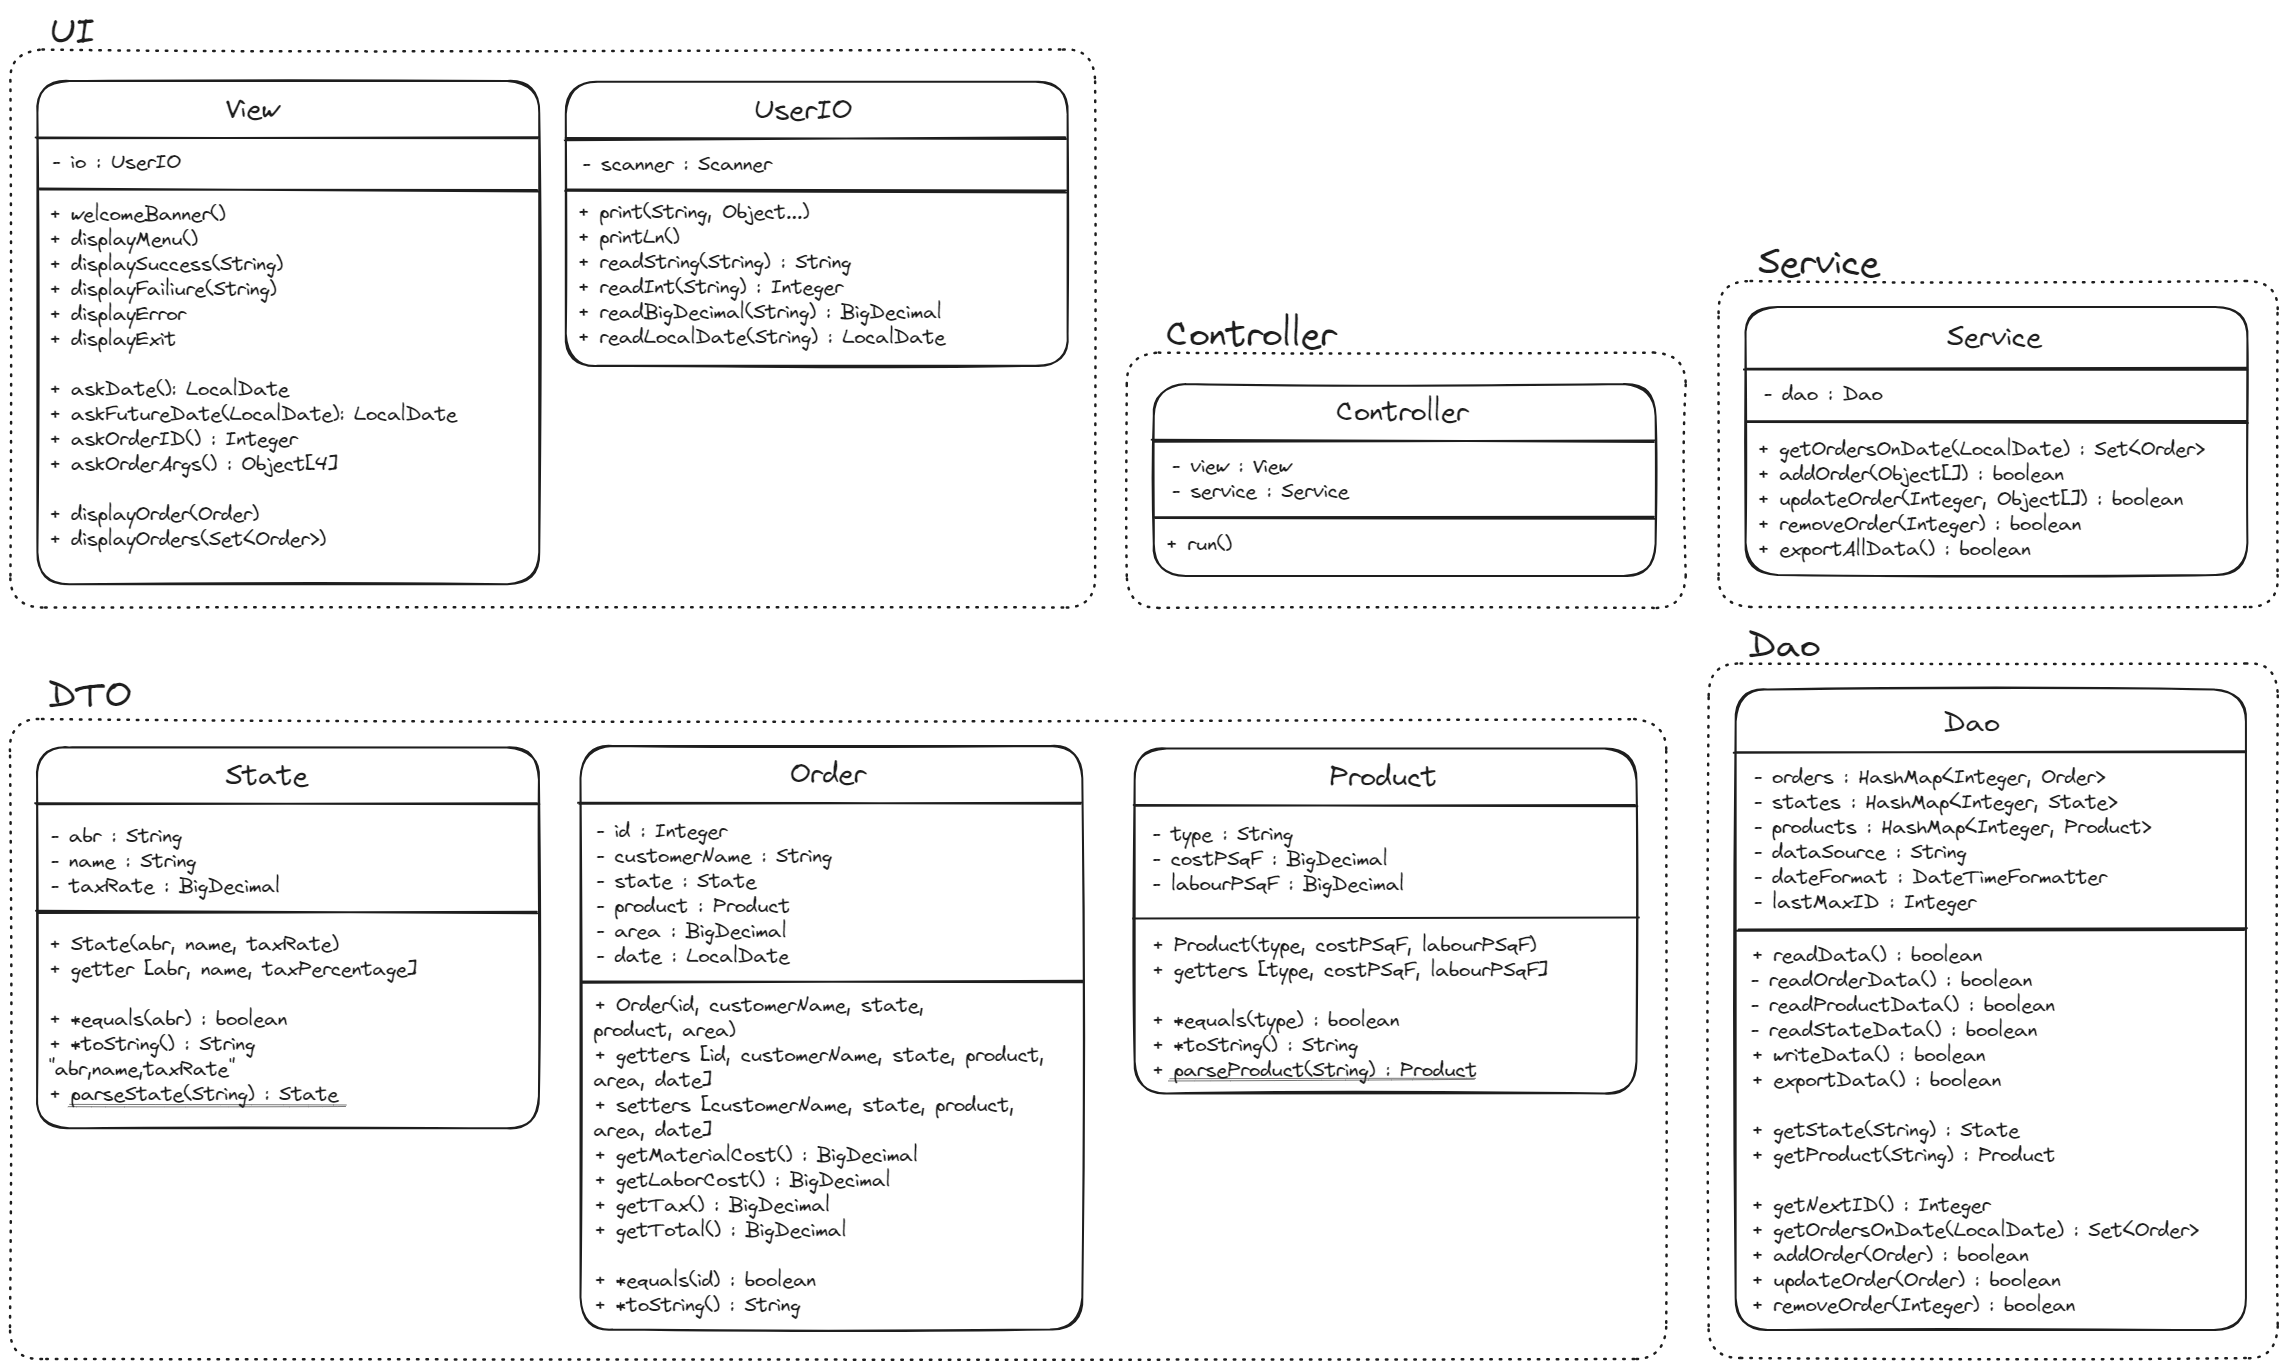 UI
View
- io : UserIO
+ welcomeBanner()
+ displayMenu()
+ displaySuccess(String)
+ displayFailiure(String)
+ displayError
+ displayExit
+ askDate(): LocalDate
+ askFutureDate(LocalDate): LocalDate
+ askOrderID() : Integer
+ askOrderArgs() : Object[4]
+ displayOrder(Order)
+ displayOrders(Set<Order>)
UserIO
- scanner : Scanner
+ print(String, Object...)
+ printLn()
+ readString(String) : String
+ readInt(String) : Integer
+ readBigDecimal(String) : BigDecimal
+ readLocalDate(String) : LocalDate
Controller
Controller
- view : View
- service : Service
+ run()
Service
Service
- dao : Dao
+ getOrdersOnDate(LocalDate) : Set<Order>
+ addOrder(Object[]) : boolean
+ updateOrder(Integer, Object[]) : boolean
+ removeOrder(Integer) : boolean
+ exportAllData() : boolean
DTO
State
- abr : String
- name : String
- taxRate : BigDecimal
+ State(abr, name, taxRate)
+ getter [abr, name, taxPercentage]
+ *equals(abr) : boolean
+ *toString() : String
"abr,name,taxRate"
+ parseState(String) : State
Order
- id : Integer
- customerName : String
- state : State
- product : Product
- area : BigDecimal
- date : LocalDate
+ Order(id, customerName, state,
product, area)
+ getters [id, customerName, state, product,
area, date]
+ setters [customerName, state, product,
area, date]
+ getMaterialCost() : BigDecimal
+ getLaborCost() : BigDecimal
+ getTax() : BigDecimal
+ getTotal() : BigDecimal
+ *equals(id) : boolean
+ *toString() : String
Product
- type : String
- costPSqF : BigDecimal
- labourPSqF : BigDecimal
+ Product(type, costPSqF, labourPSqF)
+ getters [type, costPSqF, labourPSqF]
+ *equals(type) : boolean
+ *toString() : String
+ parseProduct(String) : Product
Dao
Dao
- orders : HashMap<Integer, Order>
- states : HashMap<Integer, State>
- products : HashMap<Integer, Product>
- dataSource : String
- dateFormat : DateTimeFormatter
- lastMaxID : Integer
+ readData() : boolean
- readOrderData() : boolean
- readProductData() : boolean
- readStateData() : boolean
+ writeData() : boolean
+ exportData() : boolean
+ getState(String) : State
+ getProduct(String) : Product
+ getNextID() : Integer
+ getOrdersOnDate(LocalDate) : Set<Order>
+ addOrder(Order) : boolean
+ updateOrder(Order) : boolean
+ removeOrder(Integer) : boolean